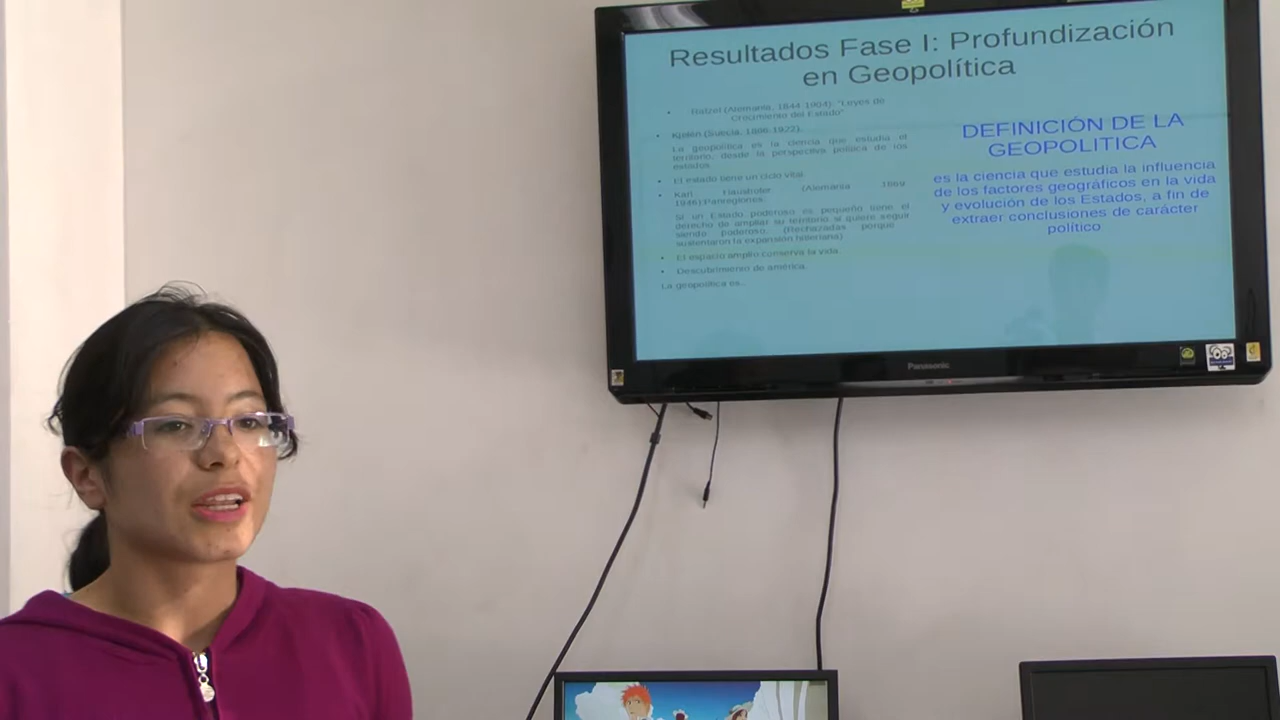 Resultados Fase I: Profundización
en Geopolítica
Ratzel (Alemania, 1844-1904): "Leyes de
Crecimiento del Estado"
Kjellén (Suecia,
La geopolítica es la ciencia que estudia el
territorio, desde la perspectiva política de los
estados.
El estado tiene un ciclo vital.
Karl Haushofer (Alemania 1869
1946):Panregiones.
Si un Estado poderoso es pequeño tiene el
derecho de ampliar su territorio si quiere seguir
siendo poderoso. (Rechazadas porque
sustentaron la expansión hitleriana)
El espacio amplio conserva la vida.
Descubrimiento de américa.
La geopolítica es...
DEFINICIÓN DE LA
GEOPOLITICA
es la ciencia que estudia la influencia
de los factores geográficos en la vida
y evolución de los Estados, a fin de
extraer conclusiones de carácter
político
Panasonic